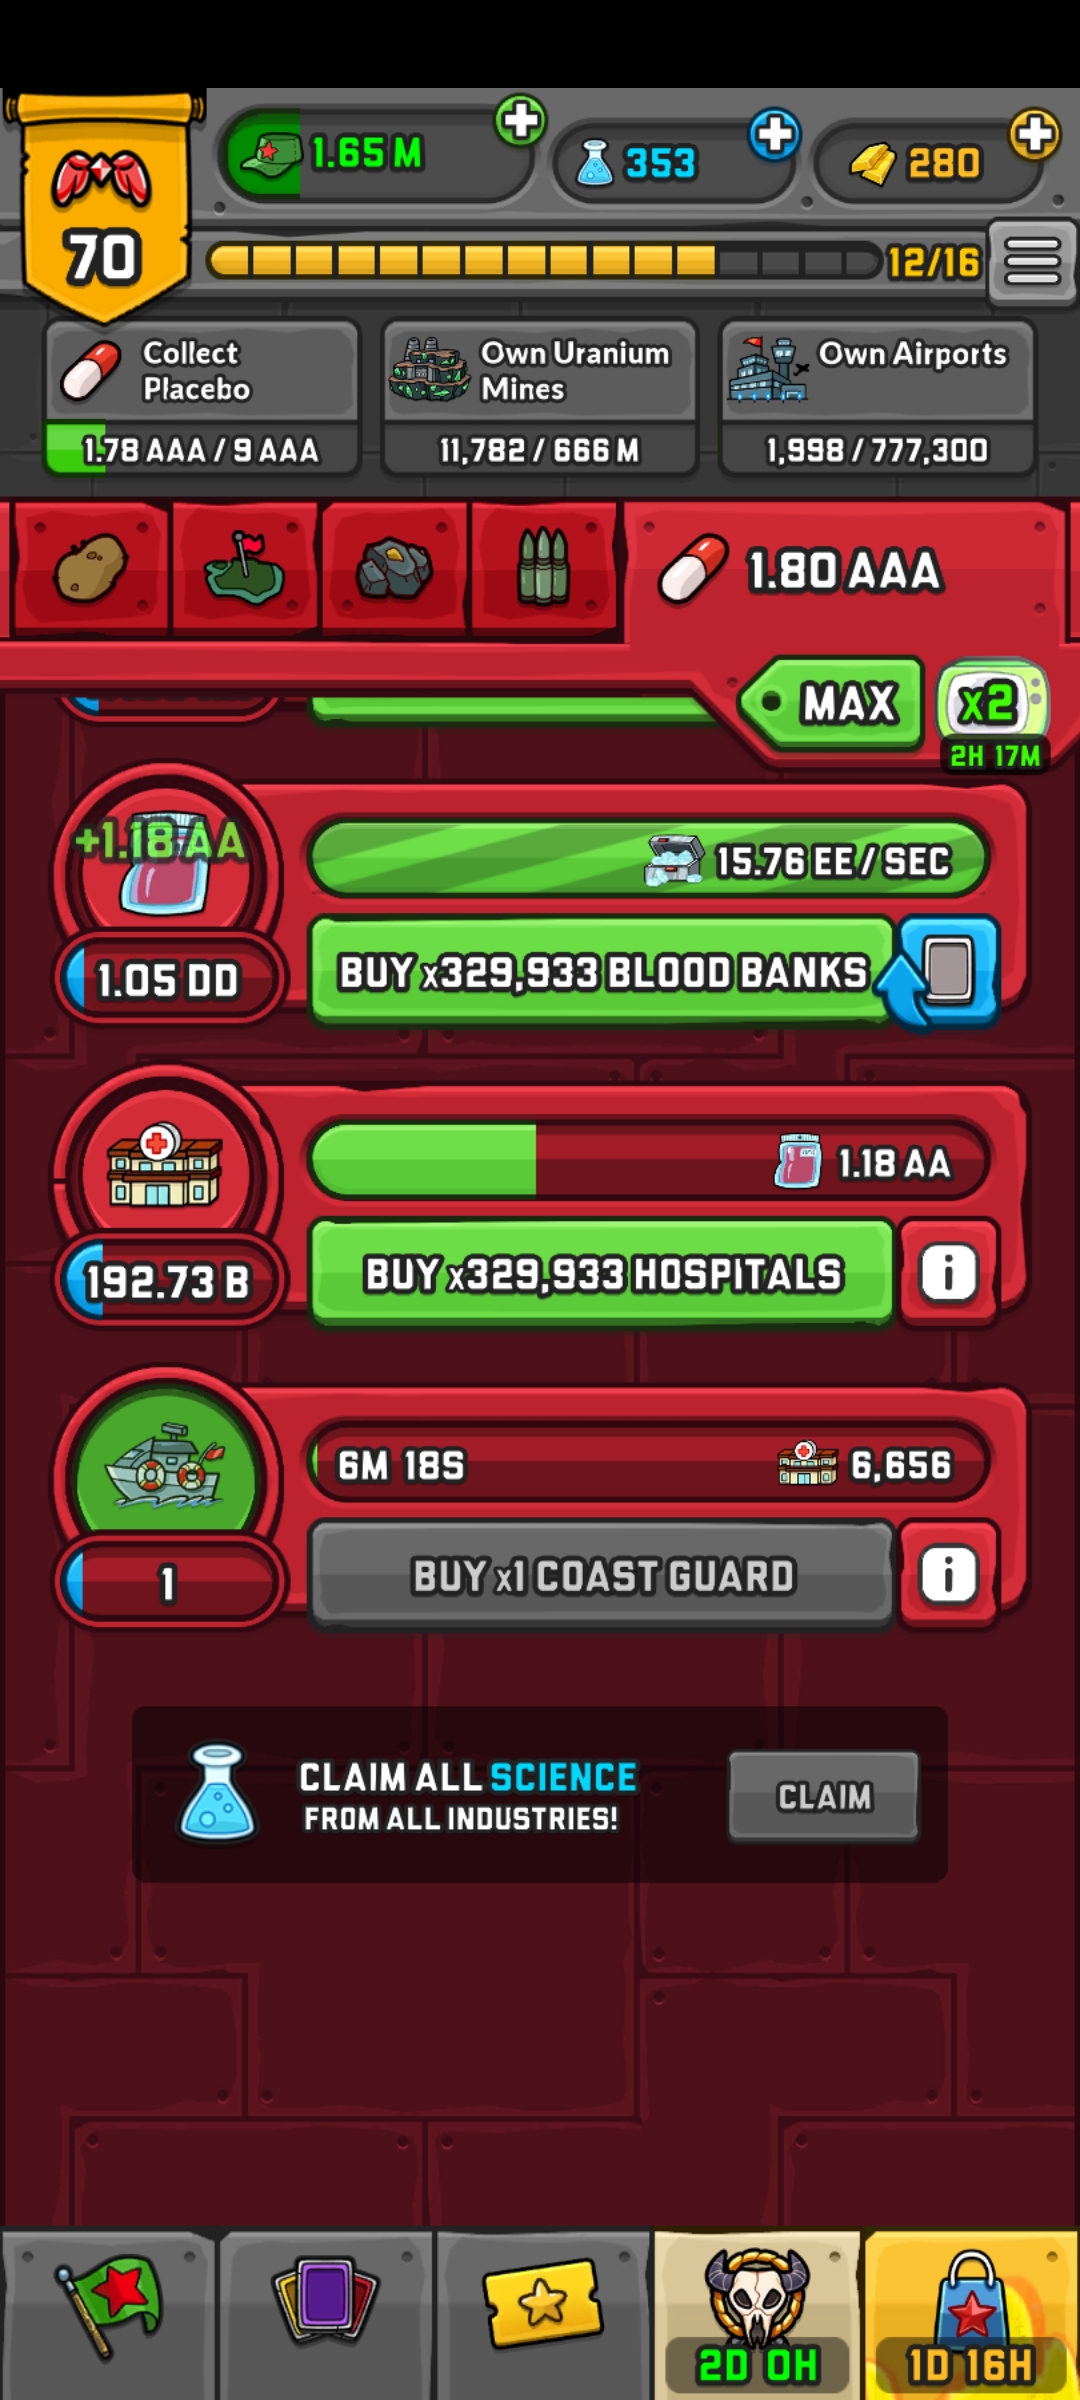 1.65 M
353
280
70
12/16
Collect
Placebo
1.78 AAA / 9 AAA
Own Uranium
Mines
11,782 / 666 M
Own Airports
1,998 / 777,300
1.80 AAA
MAX
x2
2H 17M
+1.18 AA
15.76 EE / SEC
1.05 DD
BUY x329,933 BLOOD BANKS
1.18 AA
192.73 B
BUY x329,933 HOSPITALS
i
6M 18S
6,656
1
BUY x1 COAST GUARD
i
CLAIM ALL SCIENCE
FROM ALL INDUSTRIES!
CLAIM
2D 0H
1D 16H